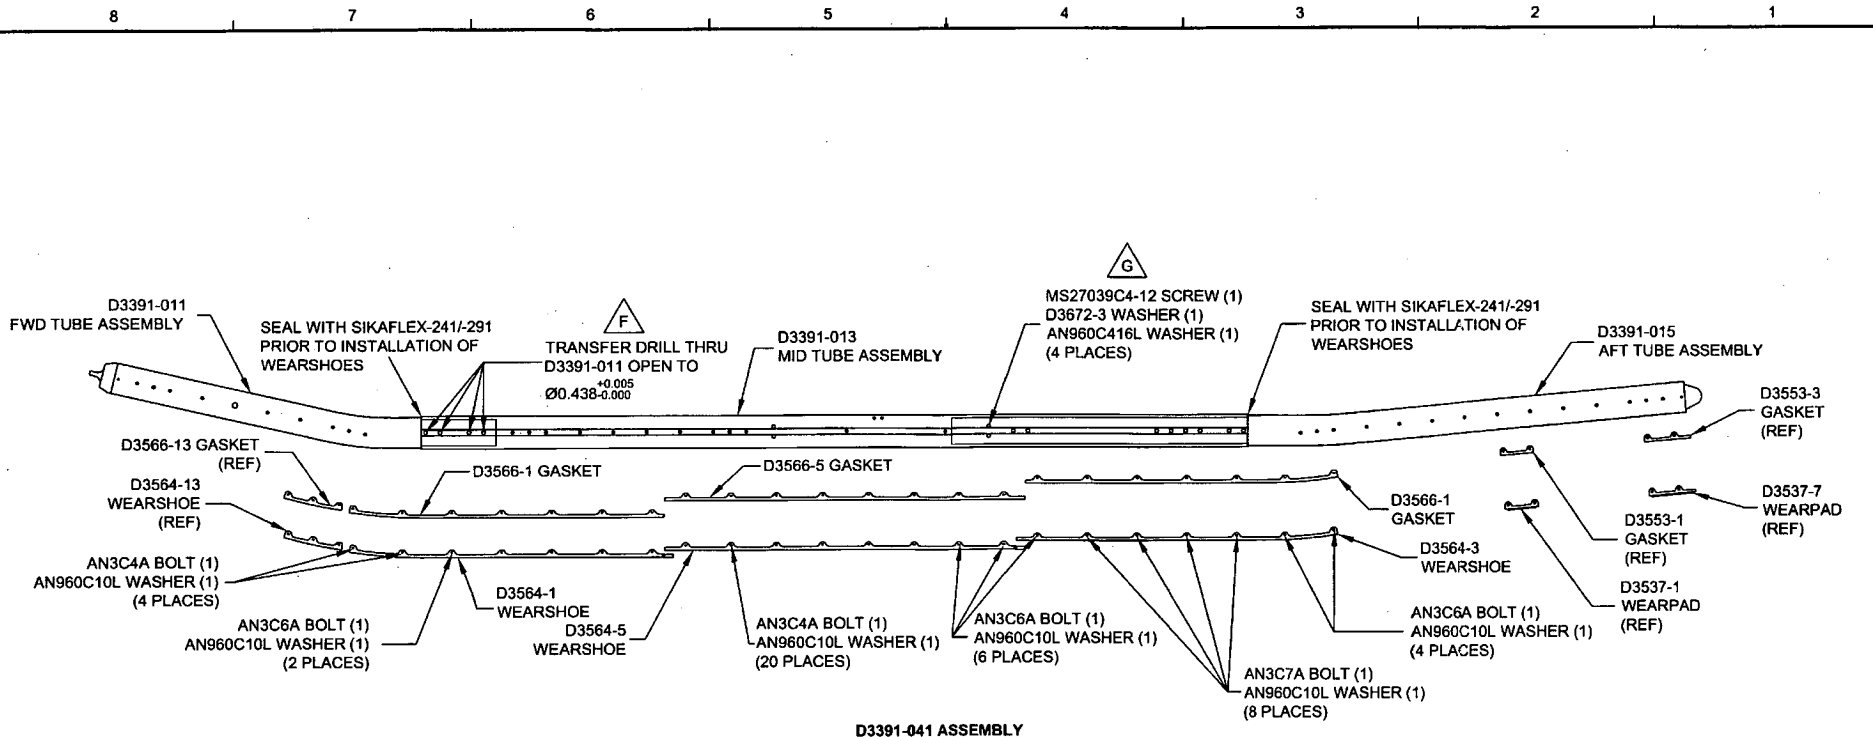 8 7 6 5 4 3 2 1
G
MS27039C4-12 SCREW (1)
D3672-3 WASHER (1)
AN960C416L WASHER (1)
(4 PLACES)
D3391-011
FWD TUBE ASSEMBLY
SEAL WITH SIKAFLEX-241/-291
PRIOR TO INSTALLATION OF
WEARSHOES
F
TRANSFER DRILL THRU
D3391-011 OPEN TO
Ø0.438 +0.005
-0.000
D3391-013
MID TUBE ASSEMBLY
SEAL WITH SIKAFLEX-241/-291
PRIOR TO INSTALLATION OF
WEARSHOES
D3391-015
AFT TUBE ASSEMBLY
D3553-3
GASKET
(REF)
D3566-13 GASKET
(REF)
D3566-1 GASKET
D3566-5 GASKET
D3564-13
WEARSHOE
(REF)
D3566-1
GASKET
D3537-7
WEARPAD
(REF)
D3553-1
GASKET
(REF)
D3564-3
WEARSHOE
AN3C4A BOLT (1)
AN960C10L WASHER (1)
(4 PLACES)
D3564-1
WEARSHOE
D3537-1
WEARPAD
(REF)
AN3C6A BOLT (1)
AN960C10L WASHER (1)
(2 PLACES)
D3564-5
WEARSHOE
AN3C4A BOLT (1)
AN960C10L WASHER (1)
(20 PLACES)
AN3C6A BOLT (1)
AN960C10L WASHER (1)
(6 PLACES)
AN3C6A BOLT (1)
AN960C10L WASHER (1)
(4 PLACES)
AN3C7A BOLT (1)
AN960C10L WASHER (1)
(8 PLACES)
D3391-041 ASSEMBLY